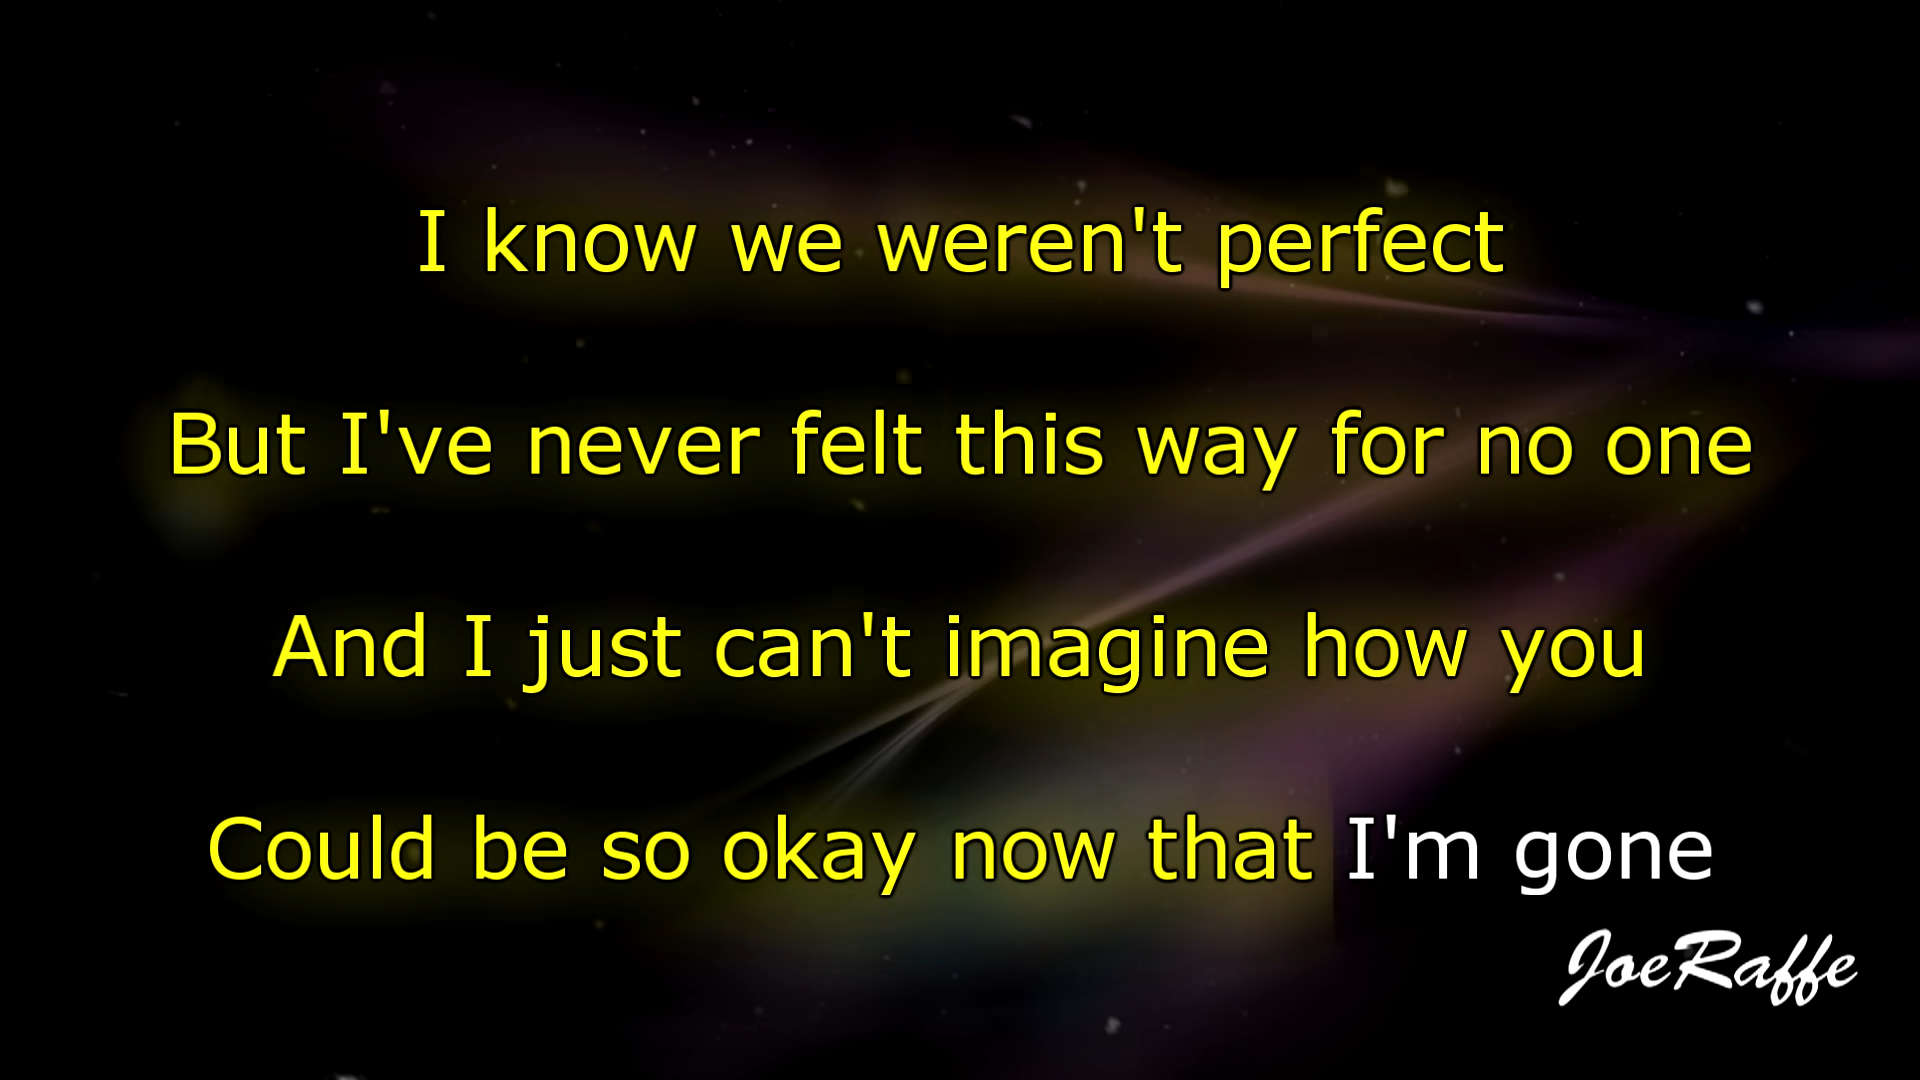 I know we weren't perfect
But I've never felt this way for no one
And I just can't imagine how you
Could be so okay now that I'm gone
JoeRaffe